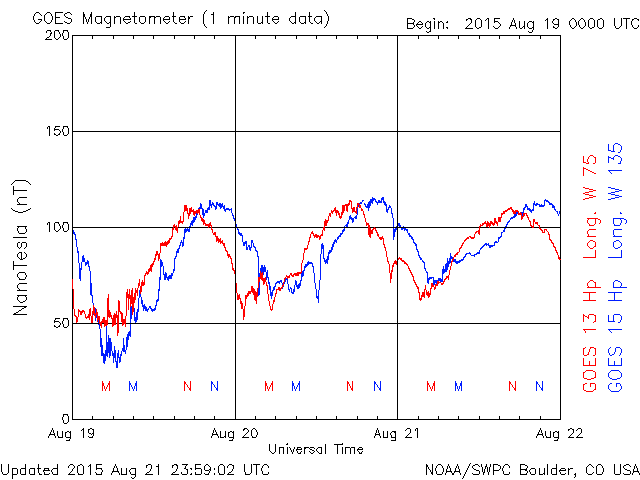 GOES Magnetometer (1 minute data)
Begin: 2015 Aug 19 0000 UTC
200
150
100
50
0
NanoTesla (nT)
M M N N M M N N M M N N
Aug 19 Aug 20 Aug 21 Aug 22
Universal Time
GOES 13 Hp Long. W 75
GOES 15 Hp Long. W 135
Updated 2015 Aug 21 23:59:02 UTC
NOAA/SWPC Boulder, CO USA